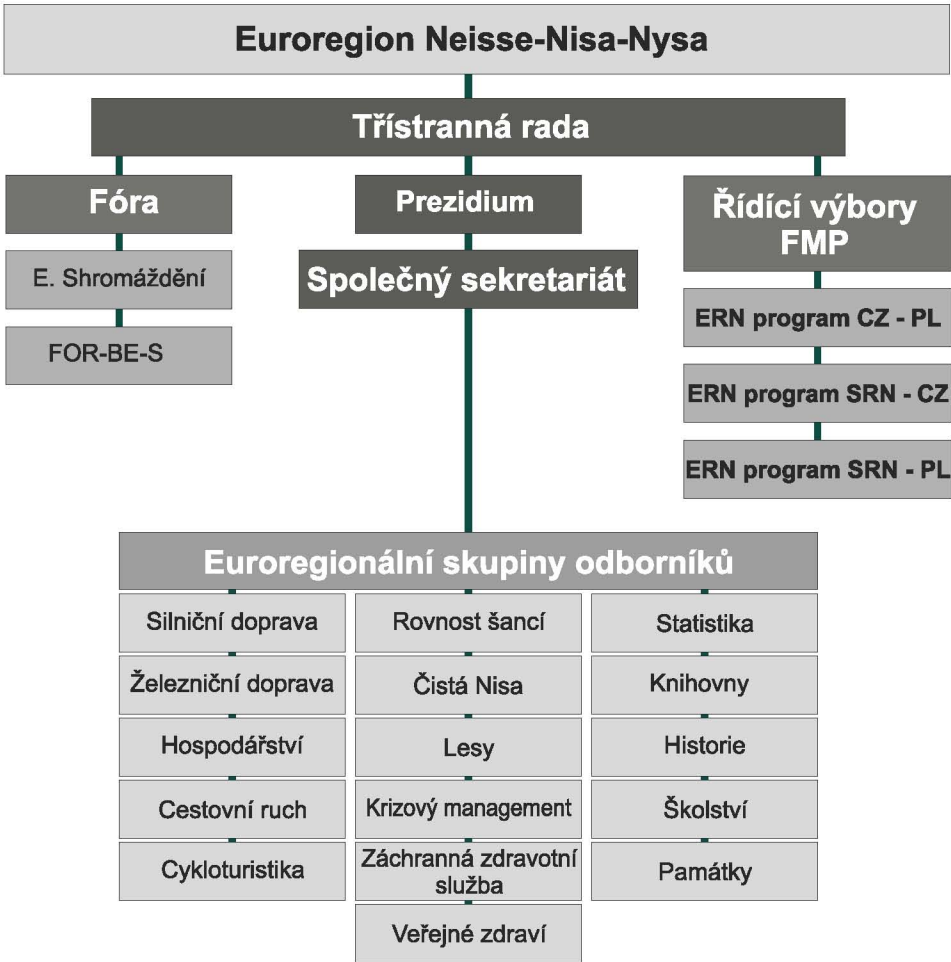 Euroregion Neisse-Nisa-Nysa
Třístranná rada
Fóra
E. Shromáždění
FOR-BE-S
Prezidium
Společný sekretariát
Řídící výbory
FMP
ERN program CZ - PL
ERN program SRN - CZ
ERN program SRN - PL
Euroregionální skupiny odborníků
Silniční doprava
Železniční doprava
Hospodářství
Cestovní ruch
Cykloturistika
Rovnost šancí
Čistá Nisa
Lesy
Krizový management
Záchranná zdravotní
služba
Veřejné zdraví
Statistika
Knihovny
Historie
Školství
Památky